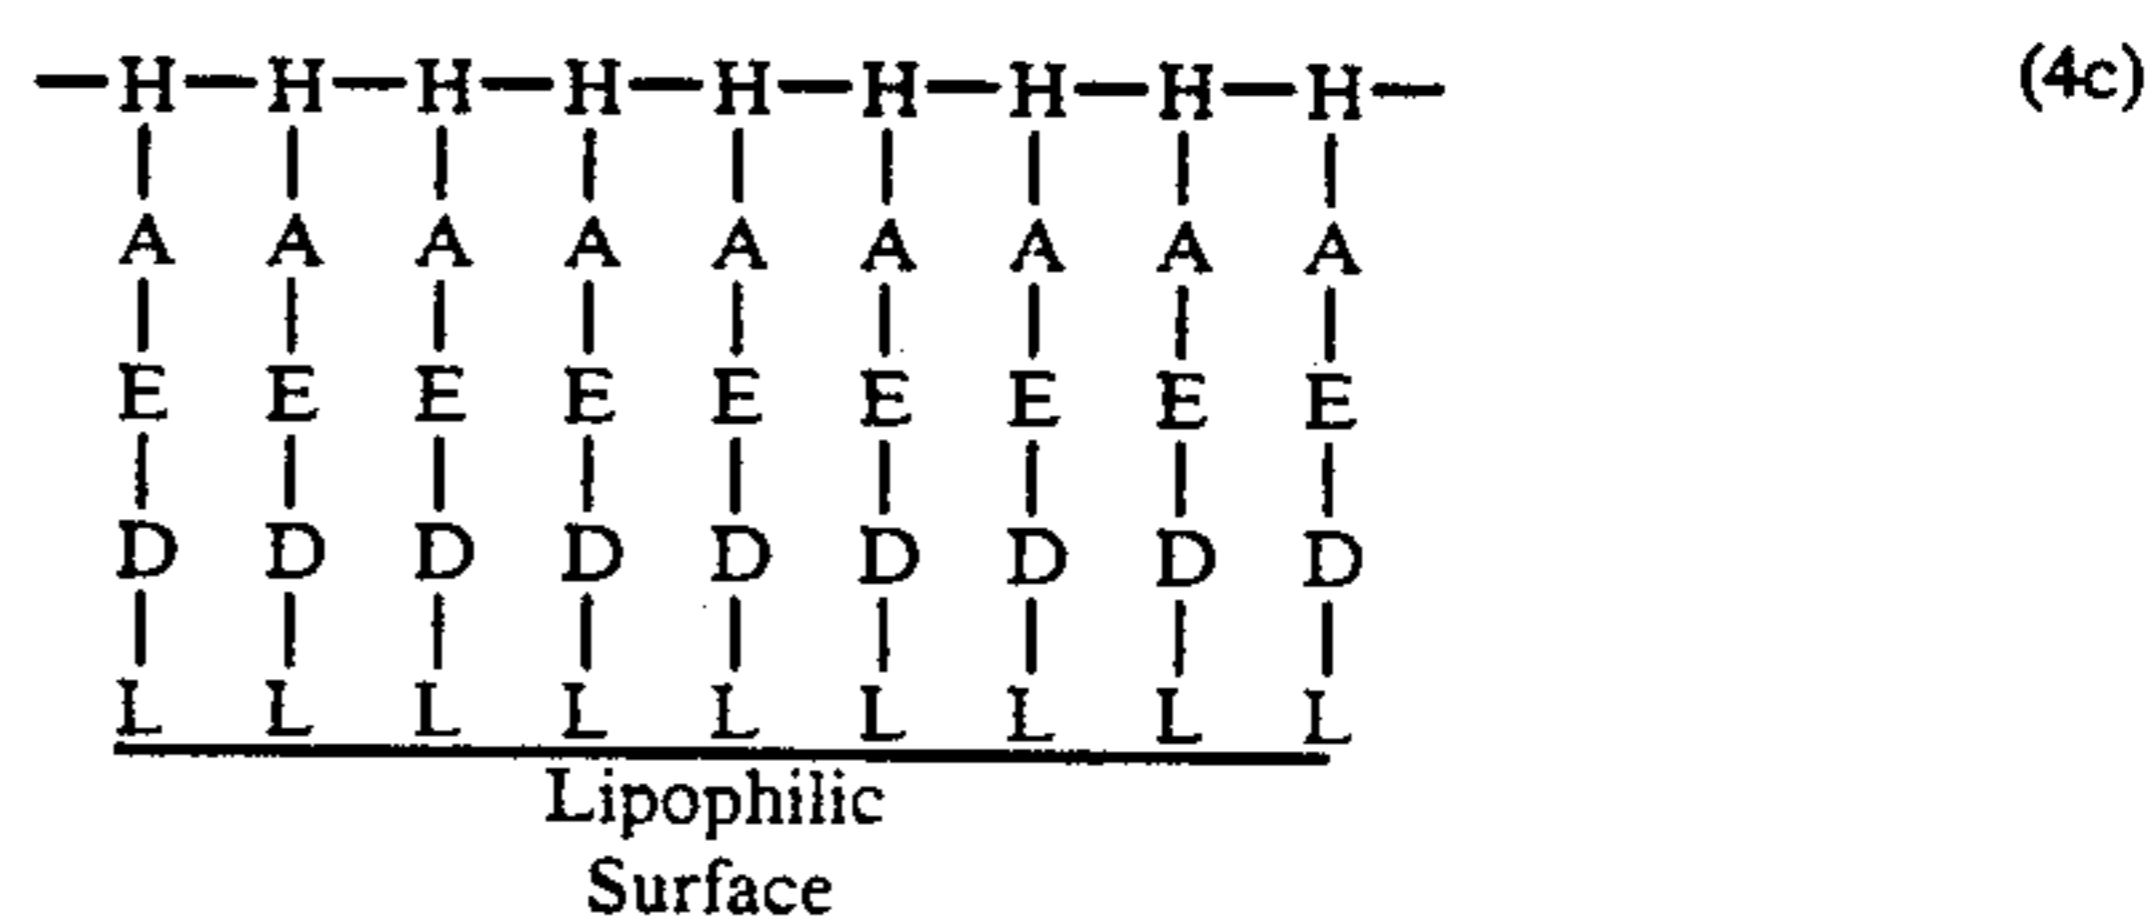 —H—H—H—H—H—H—H—H—H— (4c)
A A A A A A A A A
E E E E E E E E E
D D D D D D D D D
L L L L L L L L L
Lipophilic
Surface